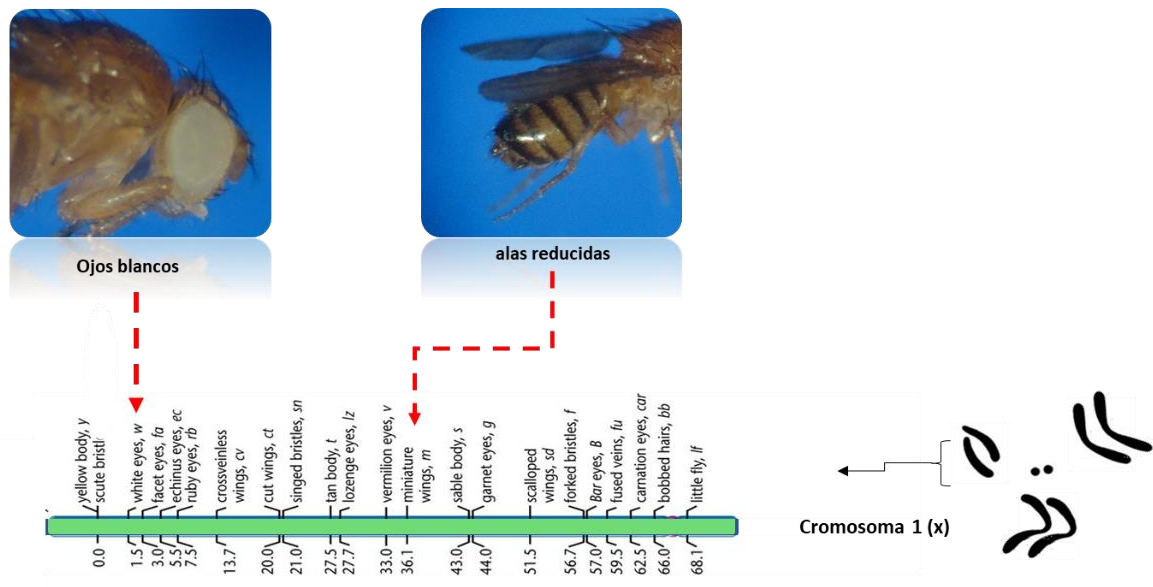 Ojos blancos
alas reducidas
yellow body, y
scute bristl
white eyes, w
facet eyes, fa
echinus eyes, ec
ruby eyes, rb
crossveinless
wings, cv
cut wings, ct
singed bristles, sn
tan body, t
lozenge eyes, lz
vermilion eyes, v
miniature
wings, m
sable body, s
garnet eyes, g
scalloped
wings, sd
forked bristles, f
Bar eyes, B
fused veins, fu
carnation eyes, car
bobbed hairs, bb
little fly, lf
Cromosoma 1 (x)
0.0
1.5
3.0
5.5
7.5
13.7
20.0
21.0
27.5
27.7
33.0
36.1
43.0
44.0
51.5
56.7
57.0
59.5
62.5
66.0
68.1